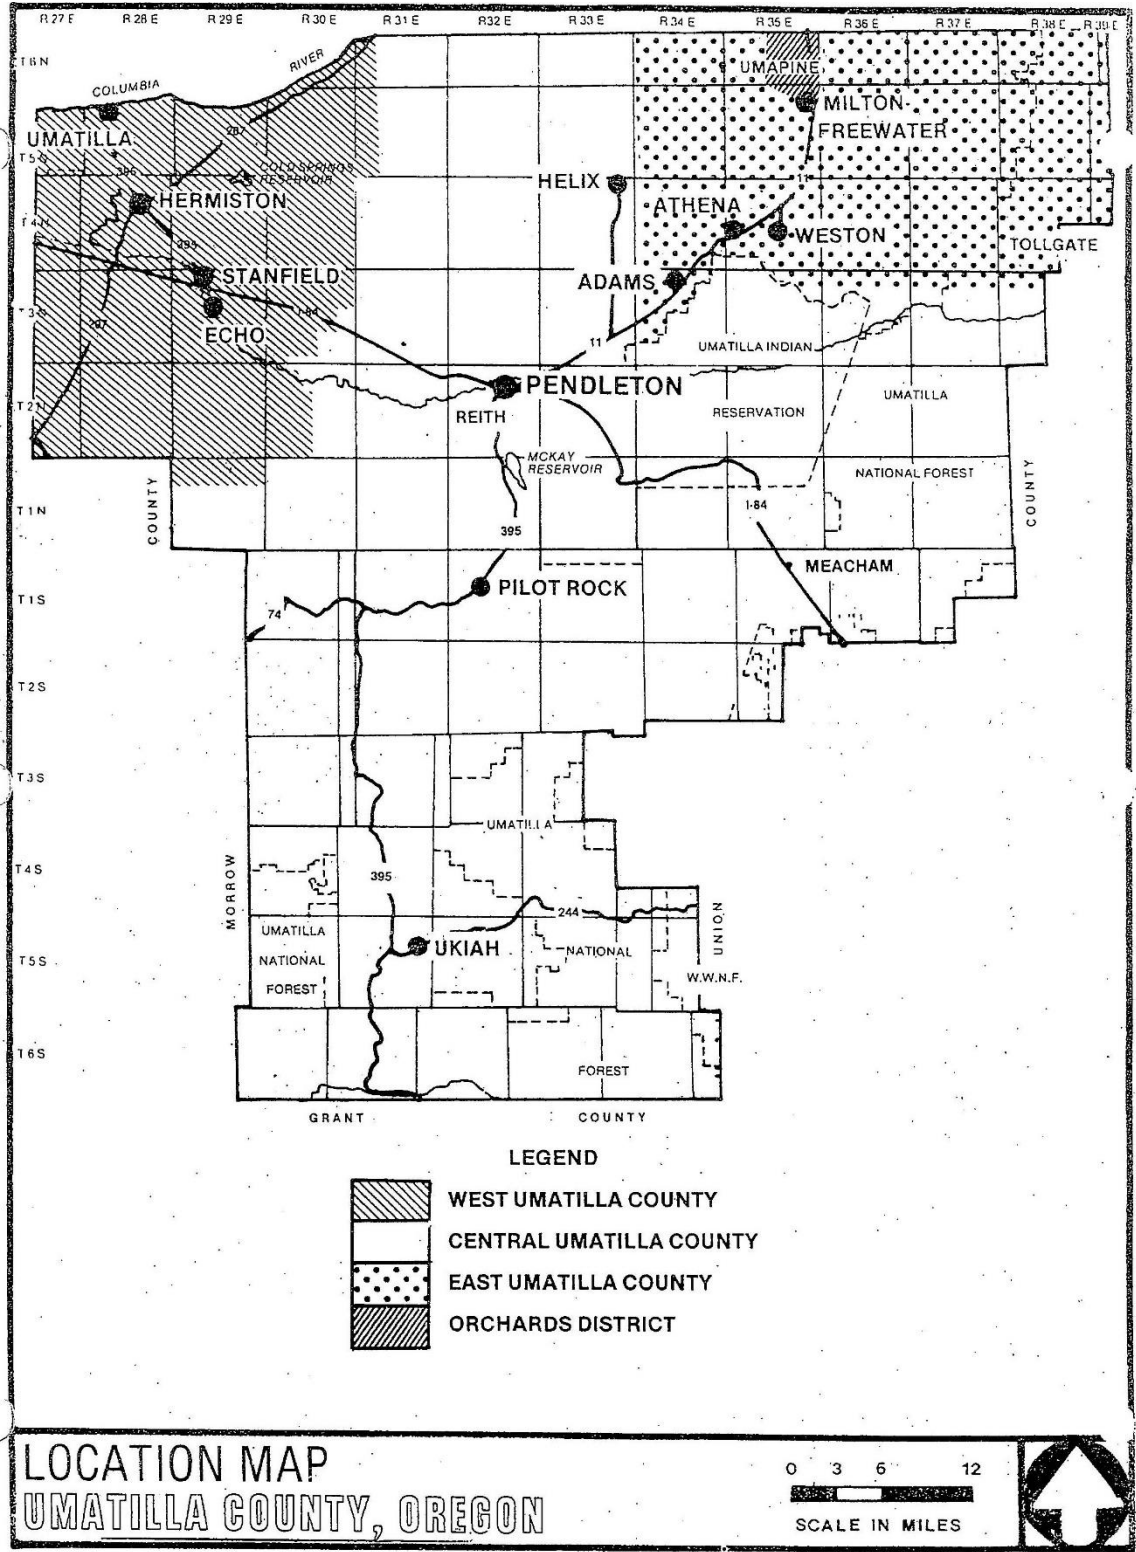 R 27 E R 28 E R 29 E R 30 E R 31 E R 32 E R 33 E R 34 E R 35 E R 36 E R 37 E R 38 E R 39 E
T6N
RIVER
COLUMBIA
UMAPINE
UMATILLA
MILTON-
FREEWATER
207
T5N
COLD SPRINGS
RESERVOIR
395
HELIX
11
HERMISTON
ATHENA
T4N
WESTON
TOLLGATE
395
STANFIELD
ADAMS
T3N
I-84
207
ECHO
11
UMATILLA INDIAN
PENDLETON
UMATILLA
T2N
REITH
RESERVATION
MCKAY
RESERVOIR
NATIONAL FOREST
COUNTY
COUNTY
T1N
I-84
395
MEACHAM
PILOT ROCK
T1S
74
T2S
T3S
UMATILLA
MORROW
T4S
395
244
UNION
UMATILLA
UKIAH
NATIONAL
T5S
NATIONAL
W.W.N.F.
FOREST
T6S
FOREST
GRANT COUNTY
LEGEND
WEST UMATILLA COUNTY
CENTRAL UMATILLA COUNTY
EAST UMATILLA COUNTY
ORCHARDS DISTRICT
LOCATION MAP
UMATILLA COUNTY, OREGON
0 3 6 12
SCALE IN MILES